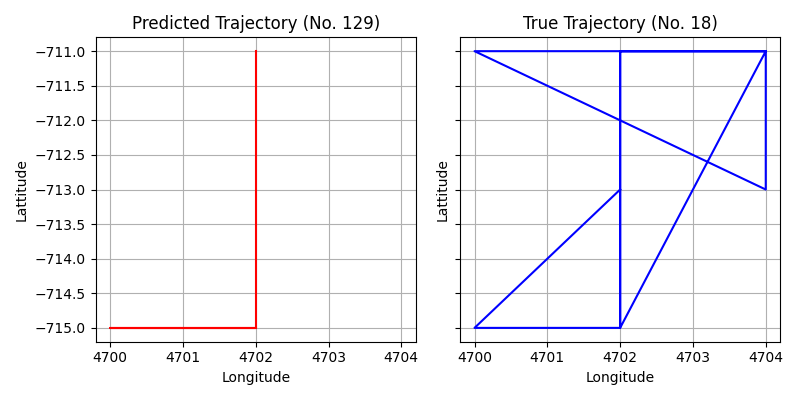 Predicted Trajectory (No. 129)
True Trajectory (No. 18)
Lattitude
−711.0
−711.5
−712.0
−712.5
−713.0
−713.5
−714.0
−714.5
−715.0
4700 4701 4702 4703 4704
Longitude
Lattitude
4700 4701 4702 4703 4704
Longitude